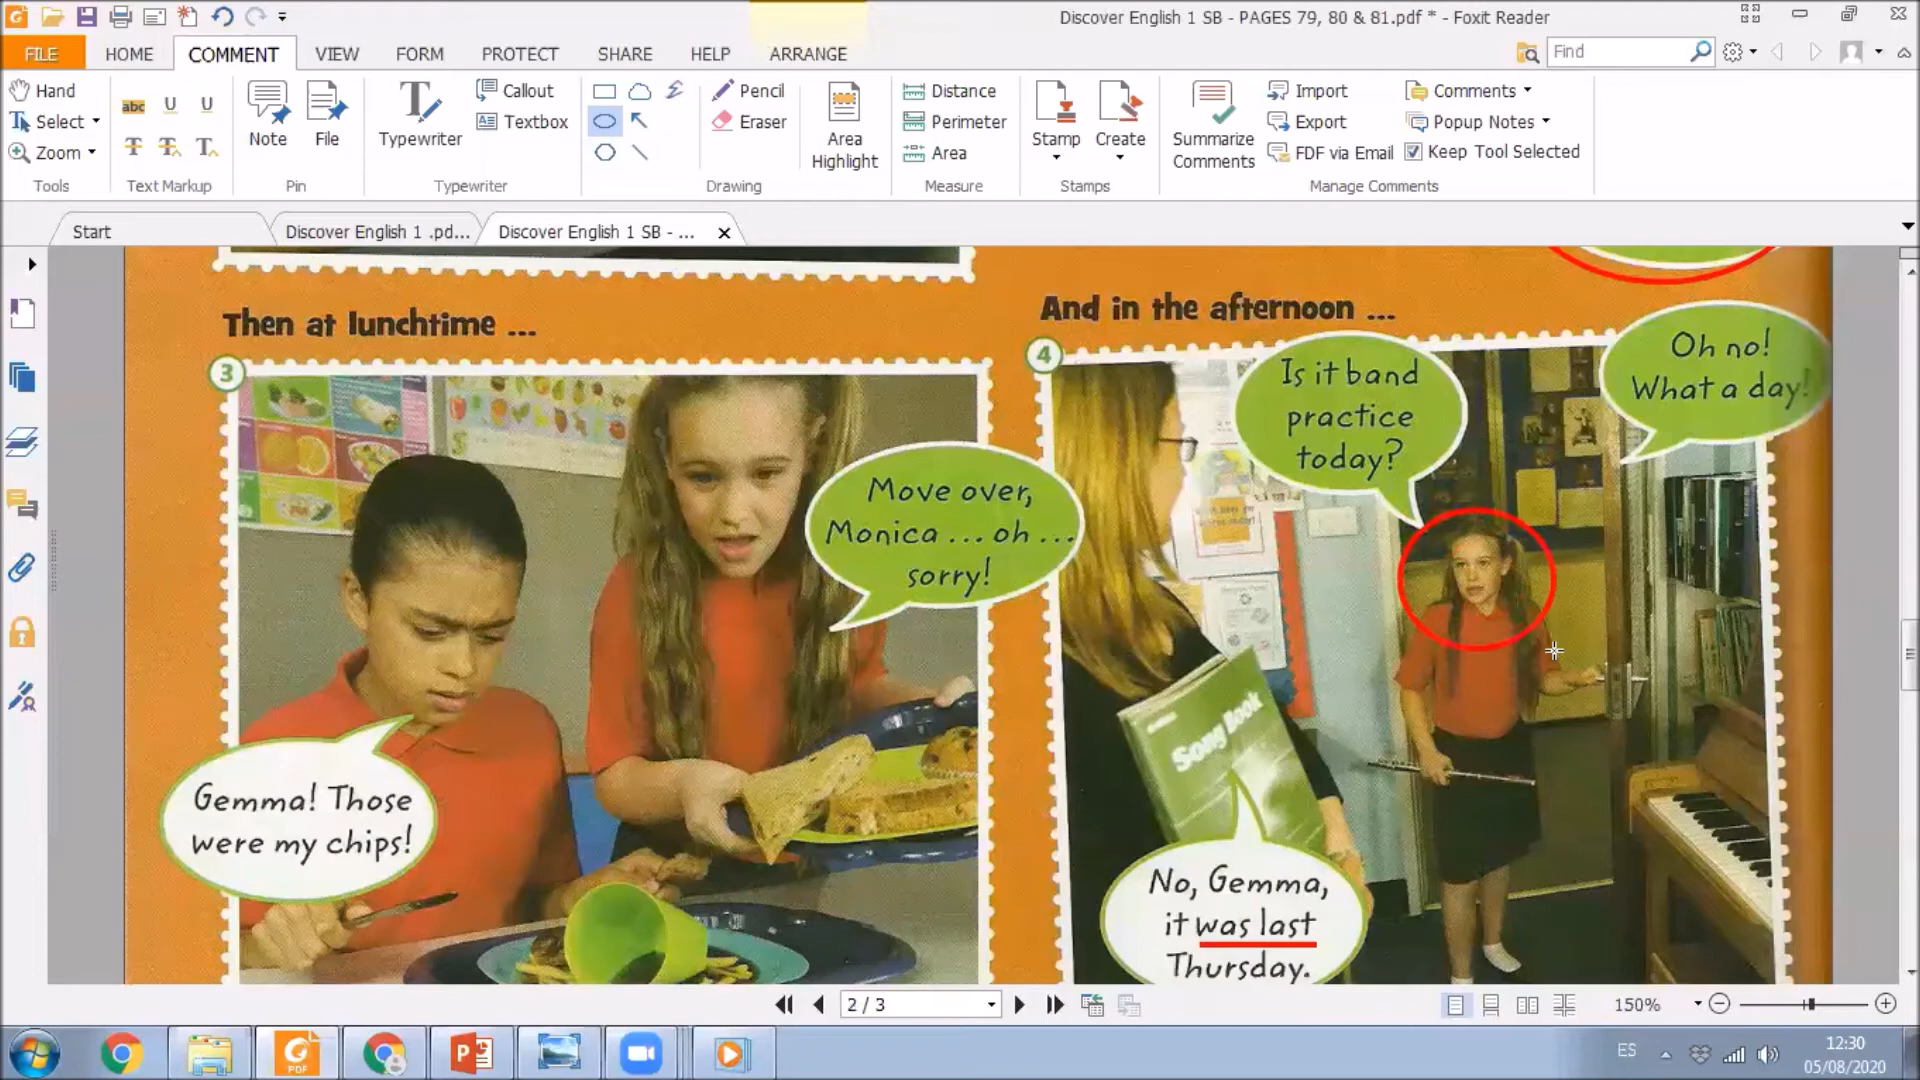 Discover English 1 SB - PAGES 79, 80 & 81.pdf * - Foxit Reader
FILE
HOME
COMMENT
VIEW
FORM
PROTECT
SHARE
HELP
ARRANGE
Find
Hand
Select
Zoom
Tools
abc
U
U
T
T
T
Text Markup
Note
File
Pin
Typewriter
Callout
Textbox
Typewriter
Pencil
Eraser
Drawing
Area
Highlight
Distance
Perimeter
Area
Measure
Stamp
Create
Stamps
Summarize
Comments
Import
Export
FDF via Email
Comments
Popup Notes
Keep Tool Selected
Manage Comments
Start
Discover English 1 .pd...
Discover English 1 SB - ...
Then at lunchtime ...
3
Move over,
Monica ... oh ...
sorry!
Gemma! Those
were my chips!
And in the afternoon ...
4
Is it band
practice
today?
Oh no!
What a day!
Song Book
No, Gemma,
it was last
Thursday.
2 / 3
150%
PDF
ES
12:30
05/08/2020